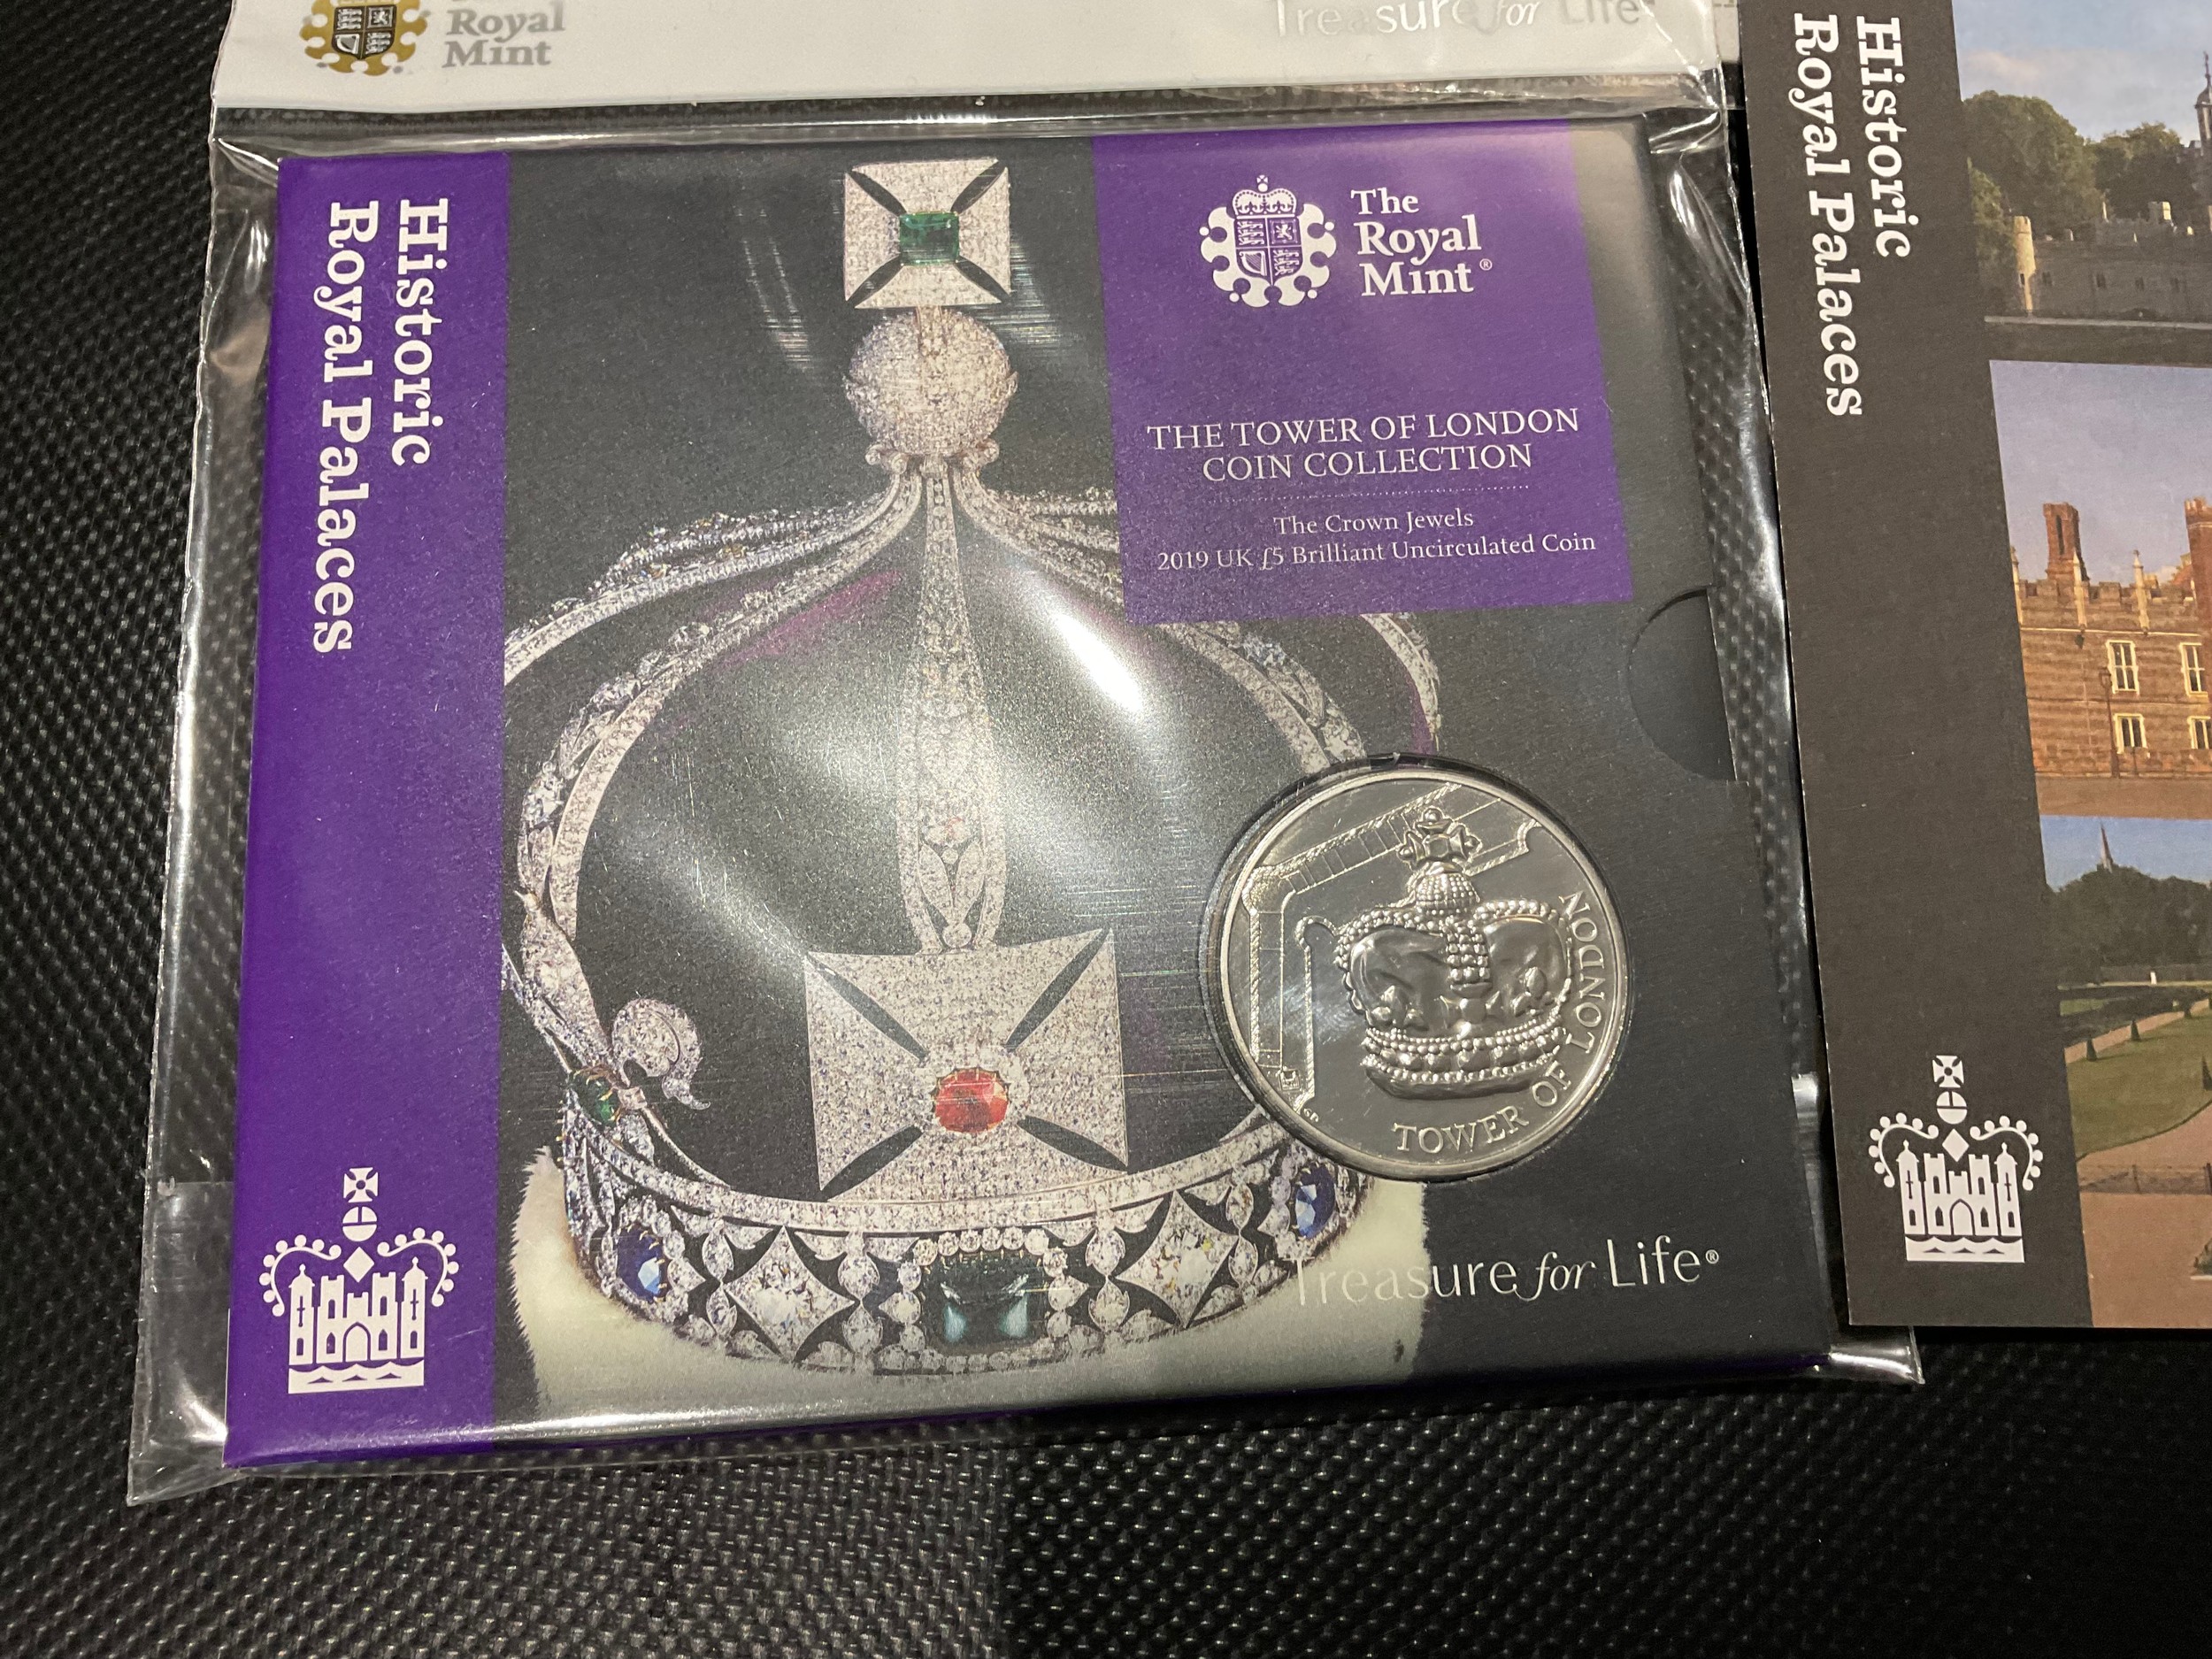 Royal
Mint
Treasure for Life
Historic
Royal Palaces
The
Royal
Mint®
THE TOWER OF LONDON
COIN COLLECTION
The Crown Jewels
2019 UK £5 Brilliant Uncirculated Coin
TOWER OF LONDON
Treasure for Life®
Historic
Royal Palaces